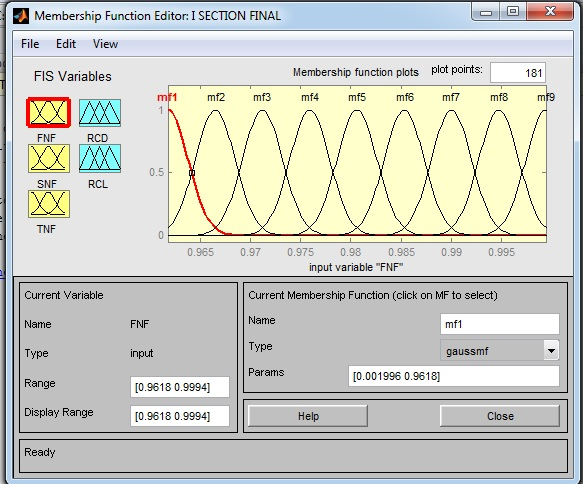 Membership Function Editor: I SECTION FINAL
File Edit View
FIS Variables
FNF
RCD
SNF
RCL
TNF
Membership function plots
plot points:
181
mf1 mf2 mf3 mf4 mf5 mf6 mf7 mf8 mf9
1
0.5
0
0.965 0.97 0.975 0.98 0.985 0.99 0.995
input variable "FNF"
Current Variable
Name FNF
Type input
Range [0.9618 0.9994]
Display Range [0.9618 0.9994]
Current Membership Function (click on MF to select)
Name mf1
Type gaussmf
Params [0.001996 0.9618]
Help Close
Ready